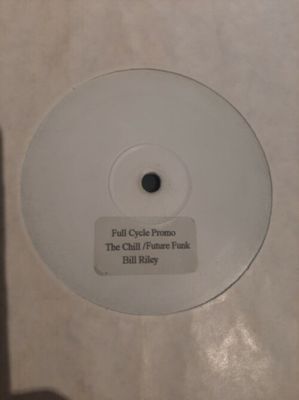 Full Cycle Promo
The Chill /Future Funk
Bill Riley